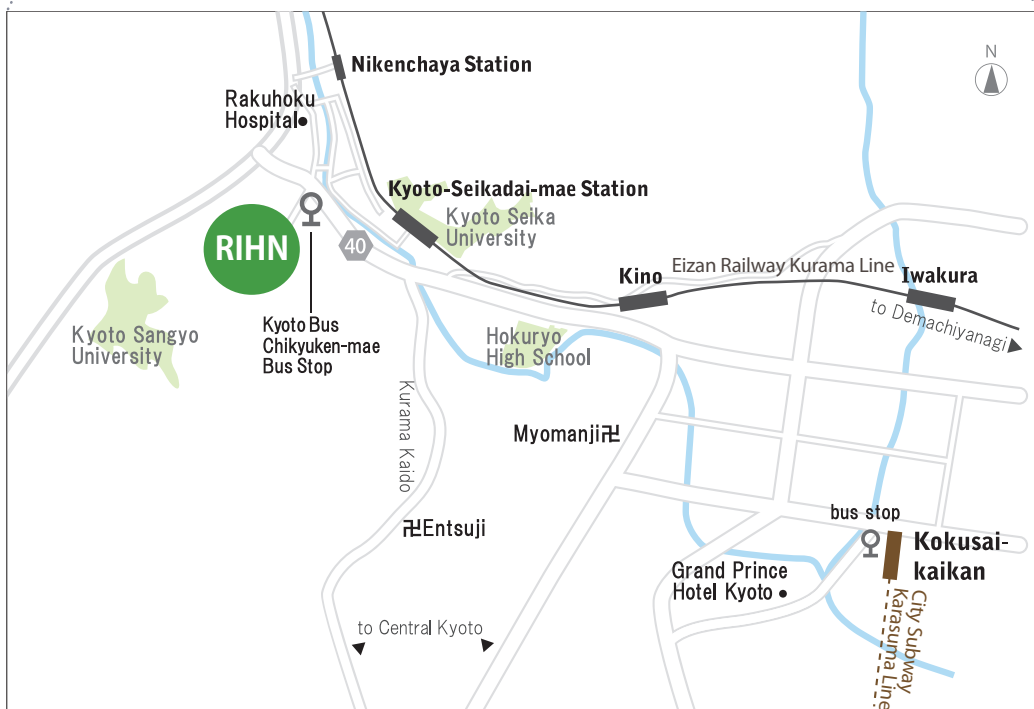 N
Nikenchaya Station
Rakuhoku
Hospital
Kyoto-Seikadai-mae Station
Kyoto Seika
University
RIHN
40
Kino
Eizan Railway Kurama Line
Iwakura
to Demachiyanagi
Kyoto Bus
Chikyuken-mae
Bus Stop
Kyoto Sangyo
University
Hokuryo
High School
Kurama Kaido
Myomanji卍
卍Entsuji
bus stop
Kokusai-
kaikan
Grand Prince
Hotel Kyoto
to Central Kyoto
City Subway
Karasuma Line